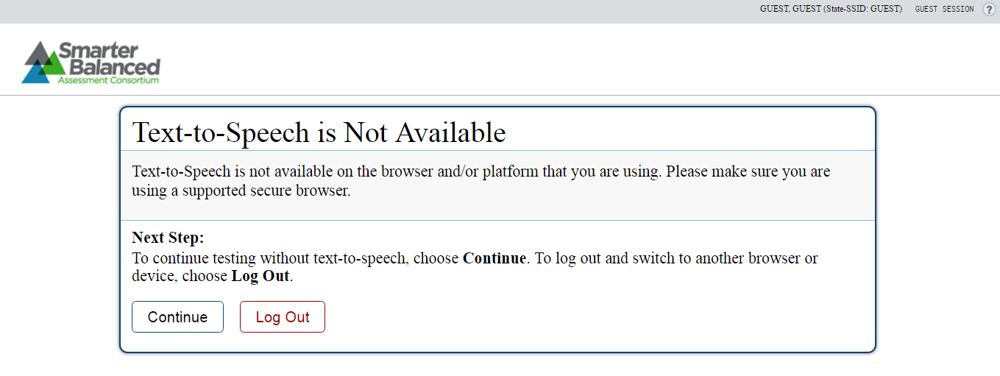 GUEST, GUEST (State-SSID: GUEST) GUEST SESSION ?
Smarter
Balanced
Assessment Consortium
Text-to-Speech is Not Available
Text-to-Speech is not available on the browser and/or platform that you are using. Please make sure you are
using a supported secure browser.
Next Step:
To continue testing without text-to-speech, choose Continue. To log out and switch to another browser or
device, choose Log Out.
Continue Log Out